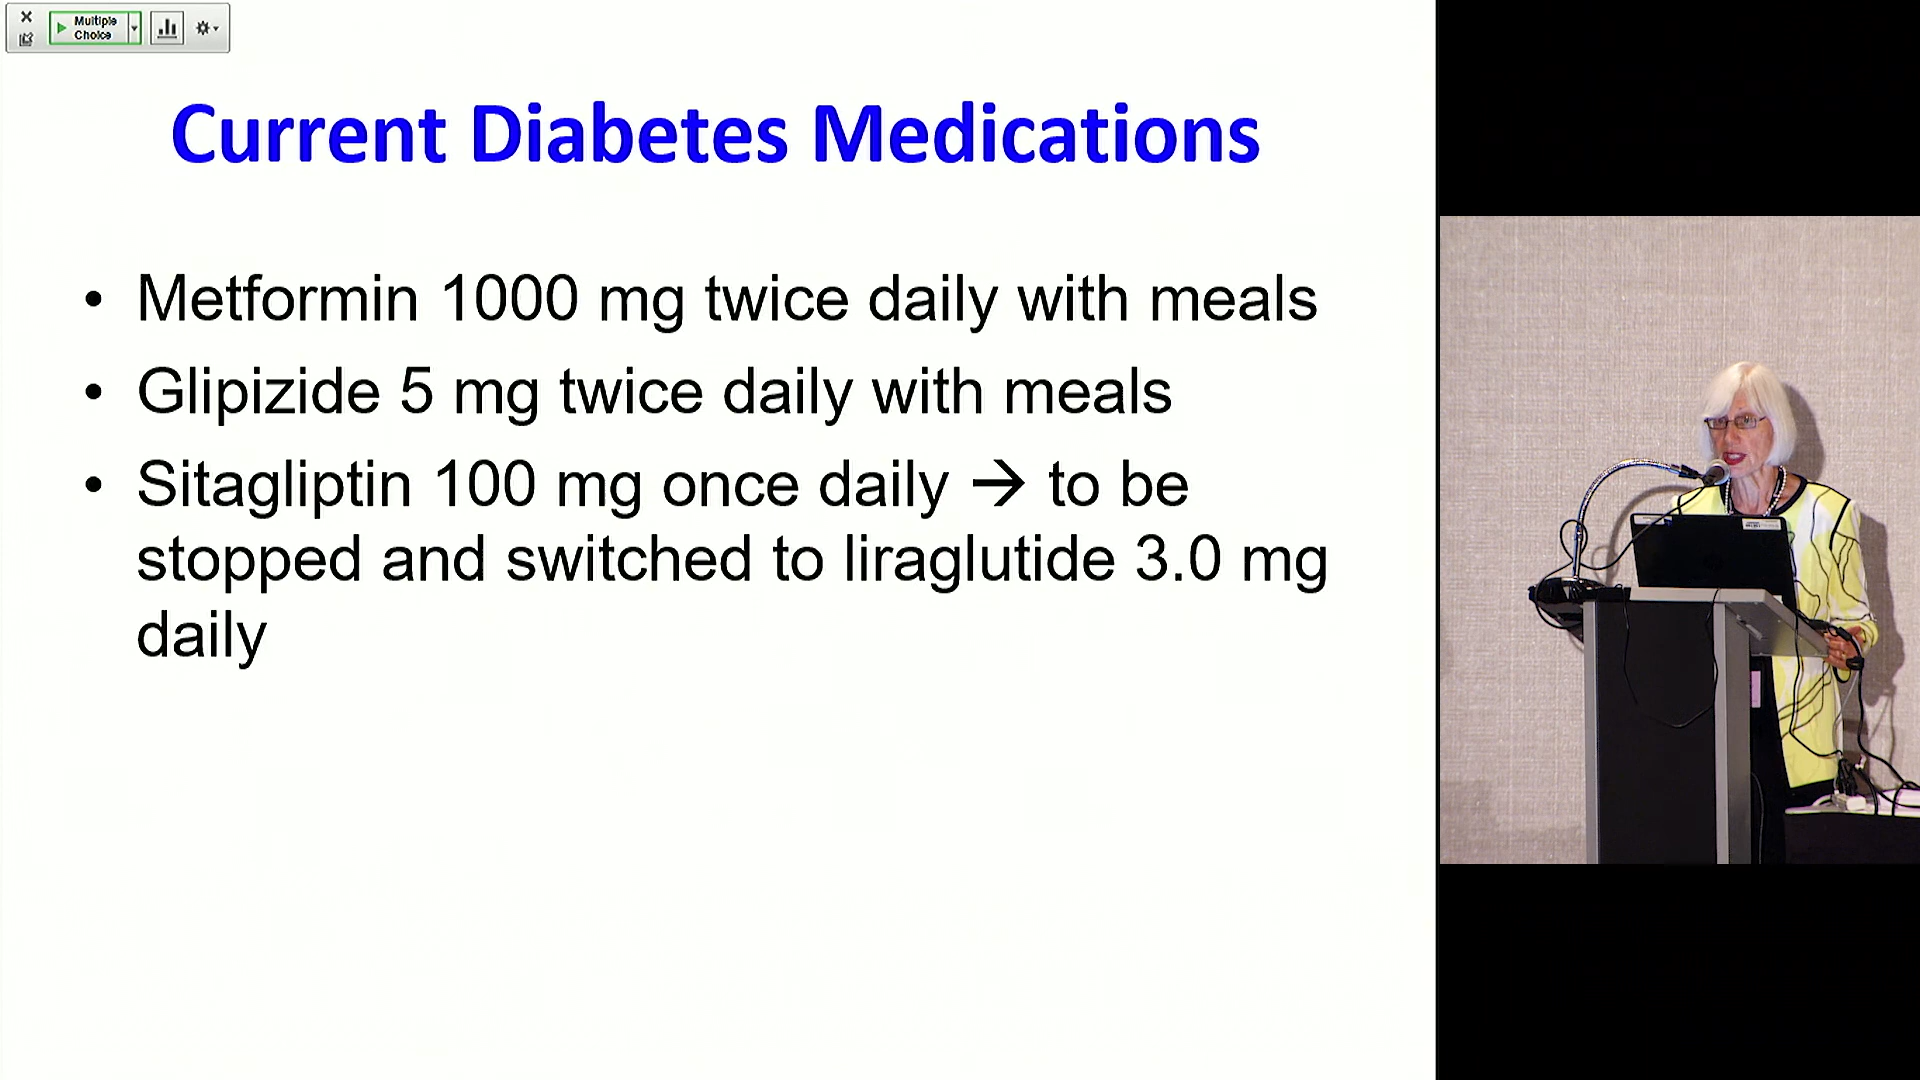 Multiple
Choice
Current Diabetes Medications
• Metformin 1000 mg twice daily with meals
• Glipizide 5 mg twice daily with meals
• Sitagliptin 100 mg once daily → to be
stopped and switched to liraglutide 3.0 mg
daily